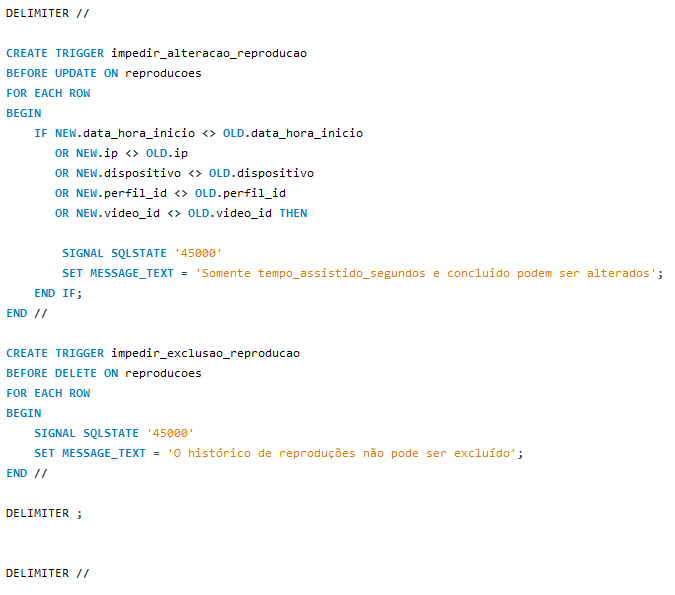 DELIMITER //
CREATE TRIGGER impedir_alteracao_reproducao
BEFORE UPDATE ON reproducoes
FOR EACH ROW
BEGIN
IF NEW.data_hora_inicio <> OLD.data_hora_inicio
OR NEW.ip <> OLD.ip
OR NEW.dispositivo <> OLD.dispositivo
OR NEW.perfil_id <> OLD.perfil_id
OR NEW.video_id <> OLD.video_id THEN
SIGNAL SQLSTATE '45000'
SET MESSAGE_TEXT = 'Somente tempo_assistido_segundos e concluido podem ser alterados';
END IF;
END //
CREATE TRIGGER impedir_exclusao_reproducao
BEFORE DELETE ON reproducoes
FOR EACH ROW
BEGIN
SIGNAL SQLSTATE '45000'
SET MESSAGE_TEXT = 'O histórico de reproduções não pode ser excluído';
END //
DELIMITER ;
DELIMITER //